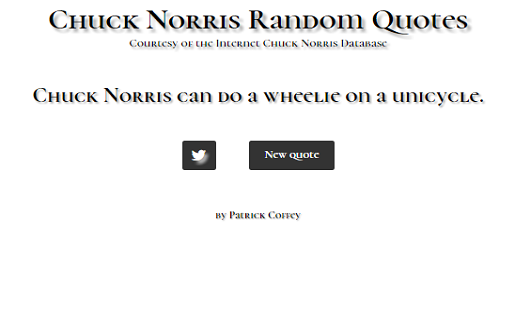 Chuck Norris Random Quotes
Courtesy of the Internet Chuck Norris Database
Chuck Norris can do a wheelie on a unicycle.
New quote
by Patrick Coffey